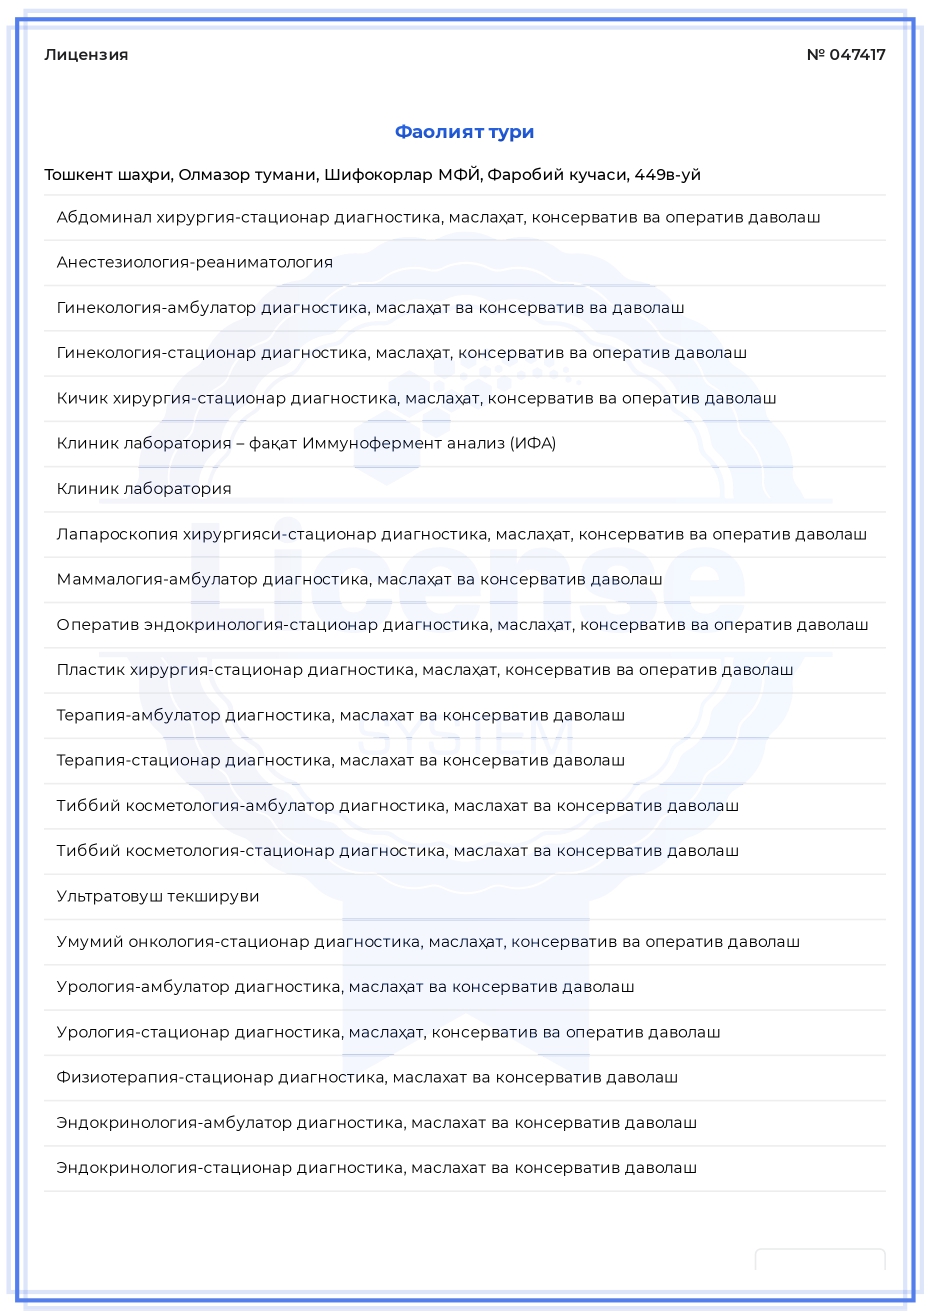 Лицензия
№ 047417
Фаолият тури
Тошкент шаҳри, Олмазор тумани, Шифокорлар МФЙ, Фаробий кучаси, 449в-уй
Абдоминал хирургия-стационар диагностика, маслаҳат, консерватив ва оператив даволаш
Анестезиология-реаниматология
Гинекология-амбулатор диагностика, маслаҳат ва консерватив ва даволаш
Гинекология-стационар диагностика, маслаҳат, консерватив ва оператив даволаш
Кичик хирургия-стационар диагностика, маслаҳат, консерватив ва оператив даволаш
Клиник лаборатория – фақат Иммунофермент анализ (ИФА)
Клиник лаборатория
Лапароскопия хирургияси-стационар диагностика, маслаҳат, консерватив ва оператив даволаш
License
Маммалогия-амбулатор диагностика, маслаҳат ва консерватив даволаш
Оператив эндокринология-стационар диагностика, маслаҳат, консерватив ва оператив даволаш
Пластик хирургия-стационар диагностика, маслаҳат, консерватив ва оператив даволаш
Терапия-амбулатор диагностика, маслахат ва консерватив даволаш
SYSTEM
Терапия-стационар диагностика, маслахат ва консерватив даволаш
Тиббий косметология-амбулатор диагностика, маслахат ва консерватив даволаш
Тиббий косметология-стационар диагностика, маслахат ва консерватив даволаш
Ультратовуш текшируви
Умумий онкология-стационар диагностика, маслаҳат, консерватив ва оператив даволаш
Урология-амбулатор диагностика, маслаҳат ва консерватив даволаш
Урология-стационар диагностика, маслаҳат, консерватив ва оператив даволаш
Физиотерапия-стационар диагностика, маслахат ва консерватив даволаш
Эндокринология-амбулатор диагностика, маслахат ва консерватив даволаш
Эндокринология-стационар диагностика, маслахат ва консерватив даволаш